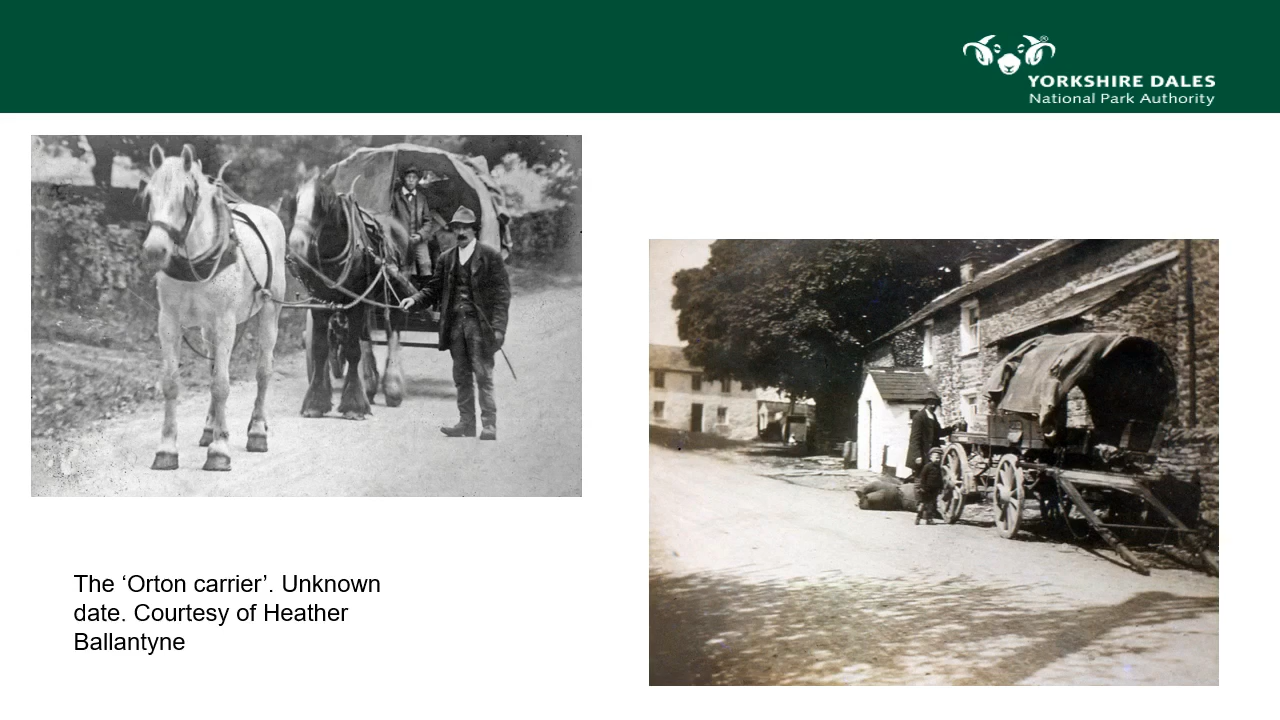 YORKSHIRE DALES
National Park Authority
The ‘Orton carrier’. Unknown
date. Courtesy of Heather
Ballantyne